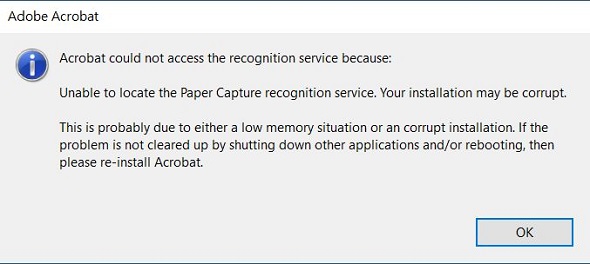 Adobe Acrobat
Acrobat could not access the recognition service because:
Unable to locate the Paper Capture recognition service. Your installation may be corrupt.
This is probably due to either a low memory situation or an corrupt installation. If the
problem is not cleared up by shutting down other applications and/or rebooting, then
please re-install Acrobat.
OK